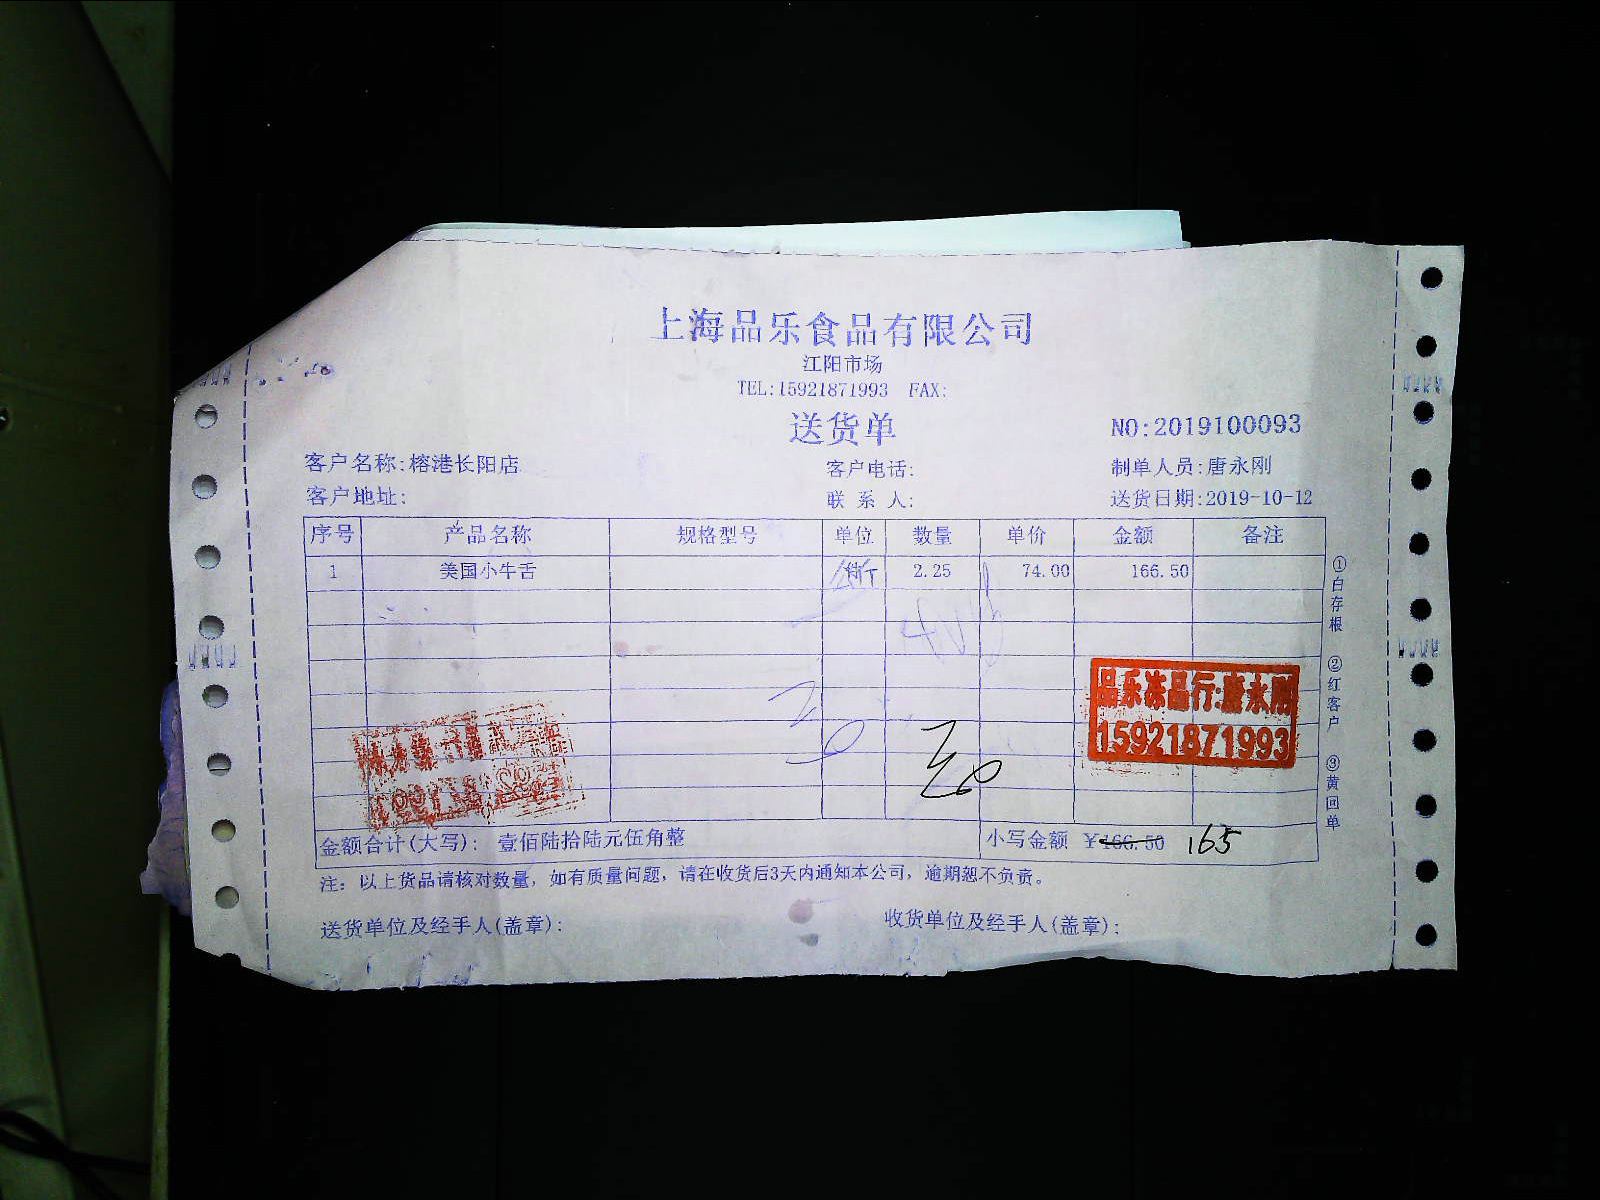 上海品乐食品有限公司
江阳市场
TEL:15921871993 FAX:
送货单
NO:2019100093
客户名称:榕港长阳店 客户电话: 制单人员:唐永刚
客户地址: 联系人: 送货日期:2019-10-12
序号 产品名称 规格型号 单位 数量 单价 金额 备注
1 美国小牛舌 斤 2.25 74.00 166.50
①白存根 ②红客户 ③黄回单
品乐冻品行:唐永刚
15921871993
金额合计(大写): 壹佰陆拾陆元伍角整 小写金额 ¥166.50 165
注: 以上货品请核对数量, 如有质量问题, 请在收货后3天内通知本公司, 逾期恕不负责。
送货单位及经手人(盖章): 收货单位及经手人(盖章):